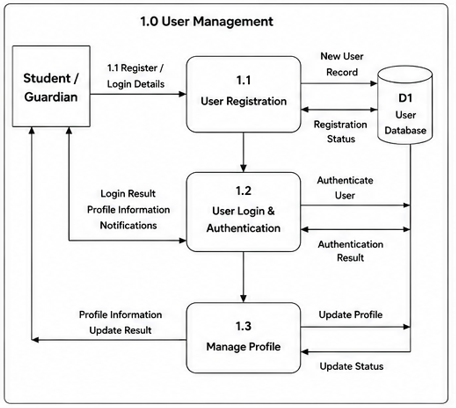 1.0 User Management
Student /
Guardian
1.1 Register /
Login Details
1.1
User Registration
New User
Record
Registration
Status
D1
User
Database
Login Result
Profile Information
Notifications
1.2
User Login &
Authentication
Authenticate
User
Authentication
Result
Profile Information
Update Result
1.3
Manage Profile
Update Profile
Update Status